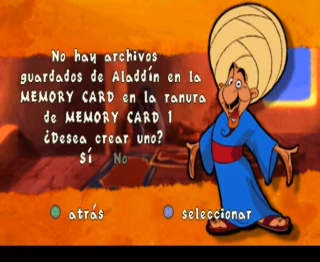 No hay archivos
guardados de Aladdín en la
MEMORY CARD en la ranura
de MEMORY CARD 1
¿Desea crear uno?
Sí No
atrás seleccionar